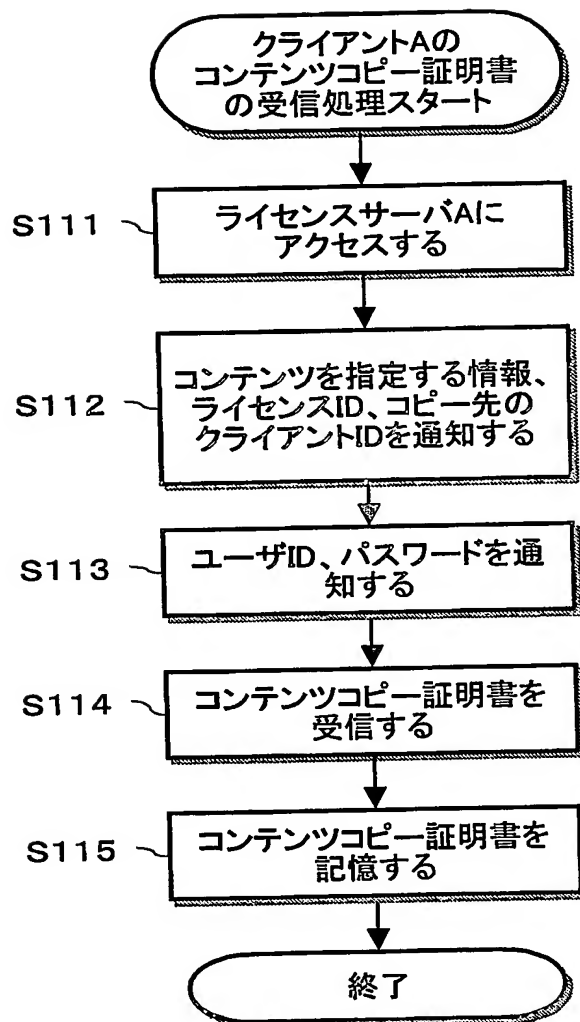 クライアントAの
コンテンツコピー証明書
の受信処理スタート
S111
ライセンスサーバAに
アクセスする
S112
コンテンツを指定する情報、
ライセンスID、コピー先の
クライアントIDを通知する
S113
ユーザID、パスワードを通
知する
S114
コンテンツコピー証明書を
受信する
S115
コンテンツコピー証明書を
記憶する
終了